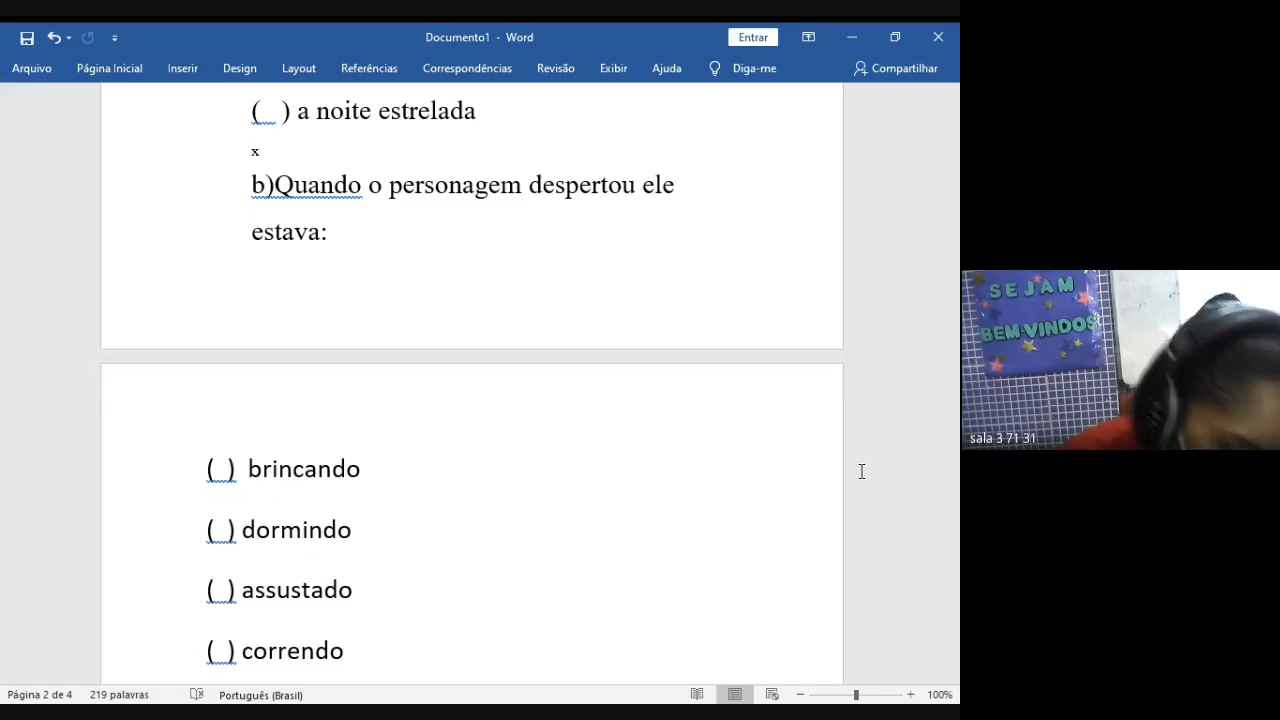 Documento1 - Word
Entrar
Arquivo Página Inicial Inserir Design Layout Referências Correspondências Revisão Exibir Ajuda Diga-me Compartilhar
( ) a noite estrelada
x
b)Quando o personagem despertou ele
estava:
SEJAM
BEM-VINDOS
sala 3 71 31
( ) brincando
( ) dormindo
( ) assustado
( ) correndo
Página 2 de 4 219 palavras Português (Brasil) 100%